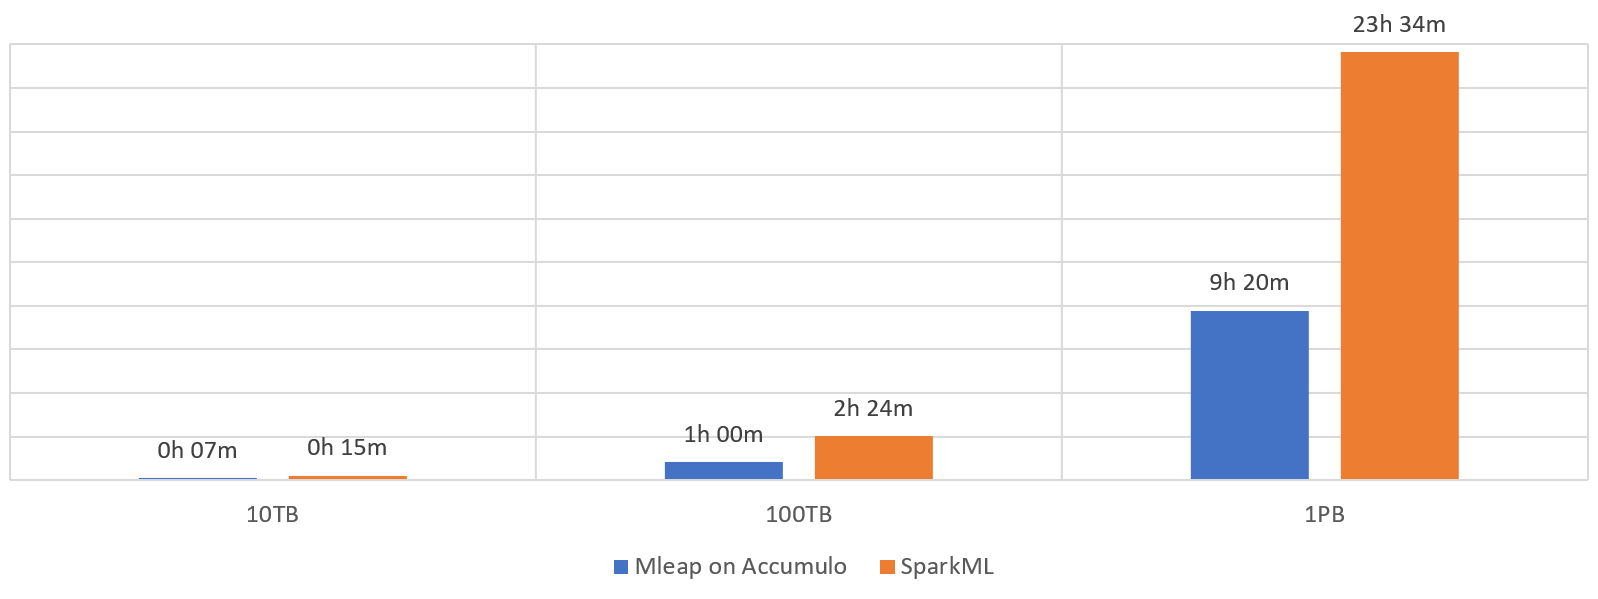 23h 34m
9h 20m
2h 24m
1h 00m
0h 07m
0h 15m
10TB
100TB
1PB
Mleap on Accumulo
SparkML